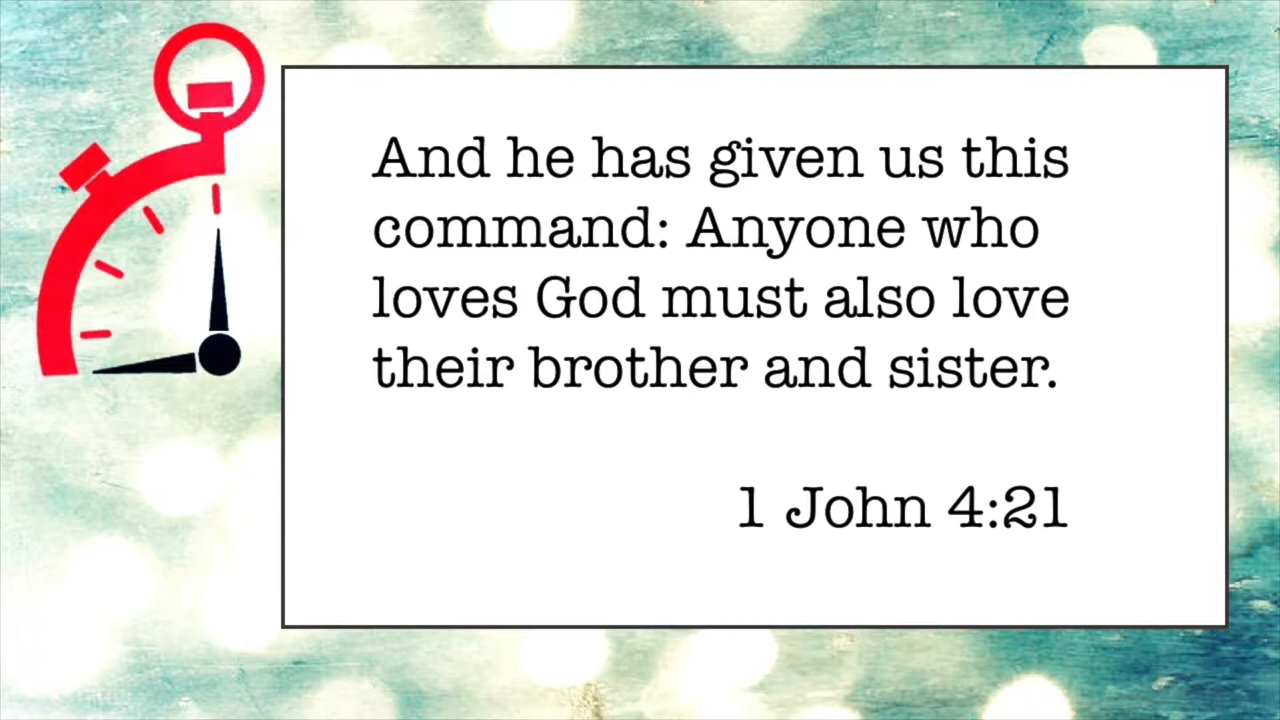 And he has given us this
command: Anyone who
loves God must also love
their brother and sister.
1 John 4:21